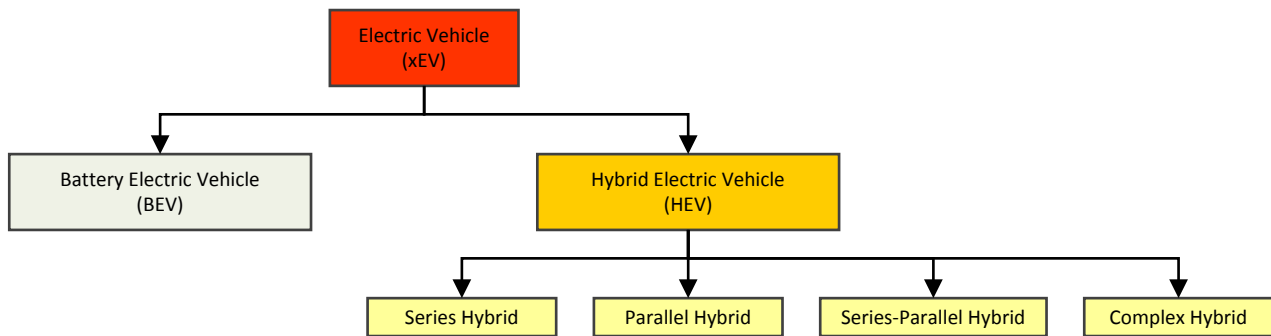 Electric Vehicle
(xEV)
Battery Electric Vehicle
(BEV)
Hybrid Electric Vehicle
(HEV)
Series Hybrid
Parallel Hybrid
Series-Parallel Hybrid
Complex Hybrid